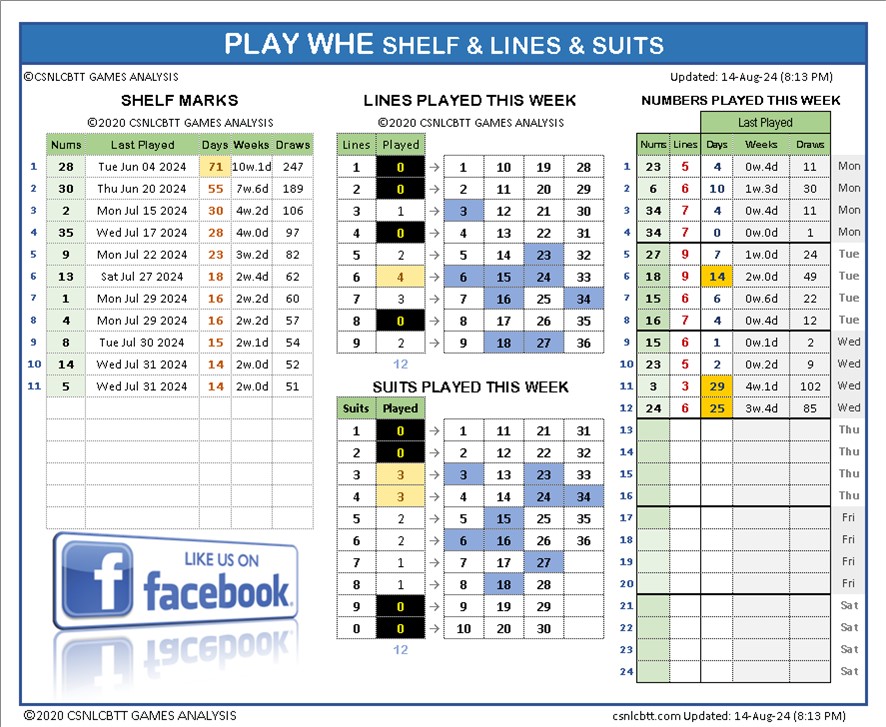 PLAY WHE SHELF & LINES & SUITS
©CSNLCBTT GAMES ANALYSIS
Updated: 14-Aug-24 (8:13 PM)
SHELF MARKS
©2020 CSNLCBTT GAMES ANALYSIS
Nums Last Played Days Weeks Draws
1 28 Tue Jun 04 2024 71 10w.1d 247
2 30 Thu Jun 20 2024 55 7w.6d 189
3 2 Mon Jul 15 2024 30 4w.2d 106
4 35 Wed Jul 17 2024 28 4w.0d 97
5 9 Mon Jul 22 2024 23 3w.2d 82
6 13 Sat Jul 27 2024 18 2w.4d 62
7 1 Mon Jul 29 2024 16 2w.2d 60
8 4 Mon Jul 29 2024 16 2w.2d 57
9 8 Tue Jul 30 2024 15 2w.1d 54
10 14 Wed Jul 31 2024 14 2w.0d 52
11 5 Wed Jul 31 2024 14 2w.0d 51
LIKE US ON
facebook
LINES PLAYED THIS WEEK
©2020 CSNLCBTT GAMES ANALYSIS
Lines Played
1 0 → 1 10 19 28
2 0 → 2 11 20 29
3 1 → 3 12 21 30
4 0 → 4 13 22 31
5 2 → 5 14 23 32
6 4 → 6 15 24 33
7 3 → 7 16 25 34
8 0 → 8 17 26 35
9 2 → 9 18 27 36
12
SUITS PLAYED THIS WEEK
Suits Played
1 0 → 1 11 21 31
2 0 → 2 12 22 32
3 3 → 3 13 23 33
4 3 → 4 14 24 34
5 2 → 5 15 25 35
6 2 → 6 16 26 36
7 1 → 7 17 27
8 1 → 8 18 28
9 0 → 9 19 29
0 0 → 10 20 30
12
NUMBERS PLAYED THIS WEEK
Last Played
Nums Lines Days Weeks Draws
1 23 5 4 0w.4d 11 Mon
2 6 6 10 1w.3d 30 Mon
3 34 7 4 0w.4d 11 Mon
4 34 7 0 0w.0d 1 Mon
5 27 9 7 1w.0d 24 Tue
6 18 9 14 2w.0d 49 Tue
7 15 6 6 0w.6d 22 Tue
8 16 7 4 0w.4d 12 Tue
9 15 6 1 0w.1d 2 Wed
10 23 5 2 0w.2d 9 Wed
11 3 3 29 4w.1d 102 Wed
12 24 6 25 3w.4d 85 Wed
13 Thu
14 Thu
15 Thu
16 Thu
17 Fri
18 Fri
19 Fri
20 Fri
21 Sat
22 Sat
23 Sat
24 Sat
©2020 CSNLCBTT GAMES ANALYSIS
csnlcbtt.com Updated: 14-Aug-24 (8:13 PM)